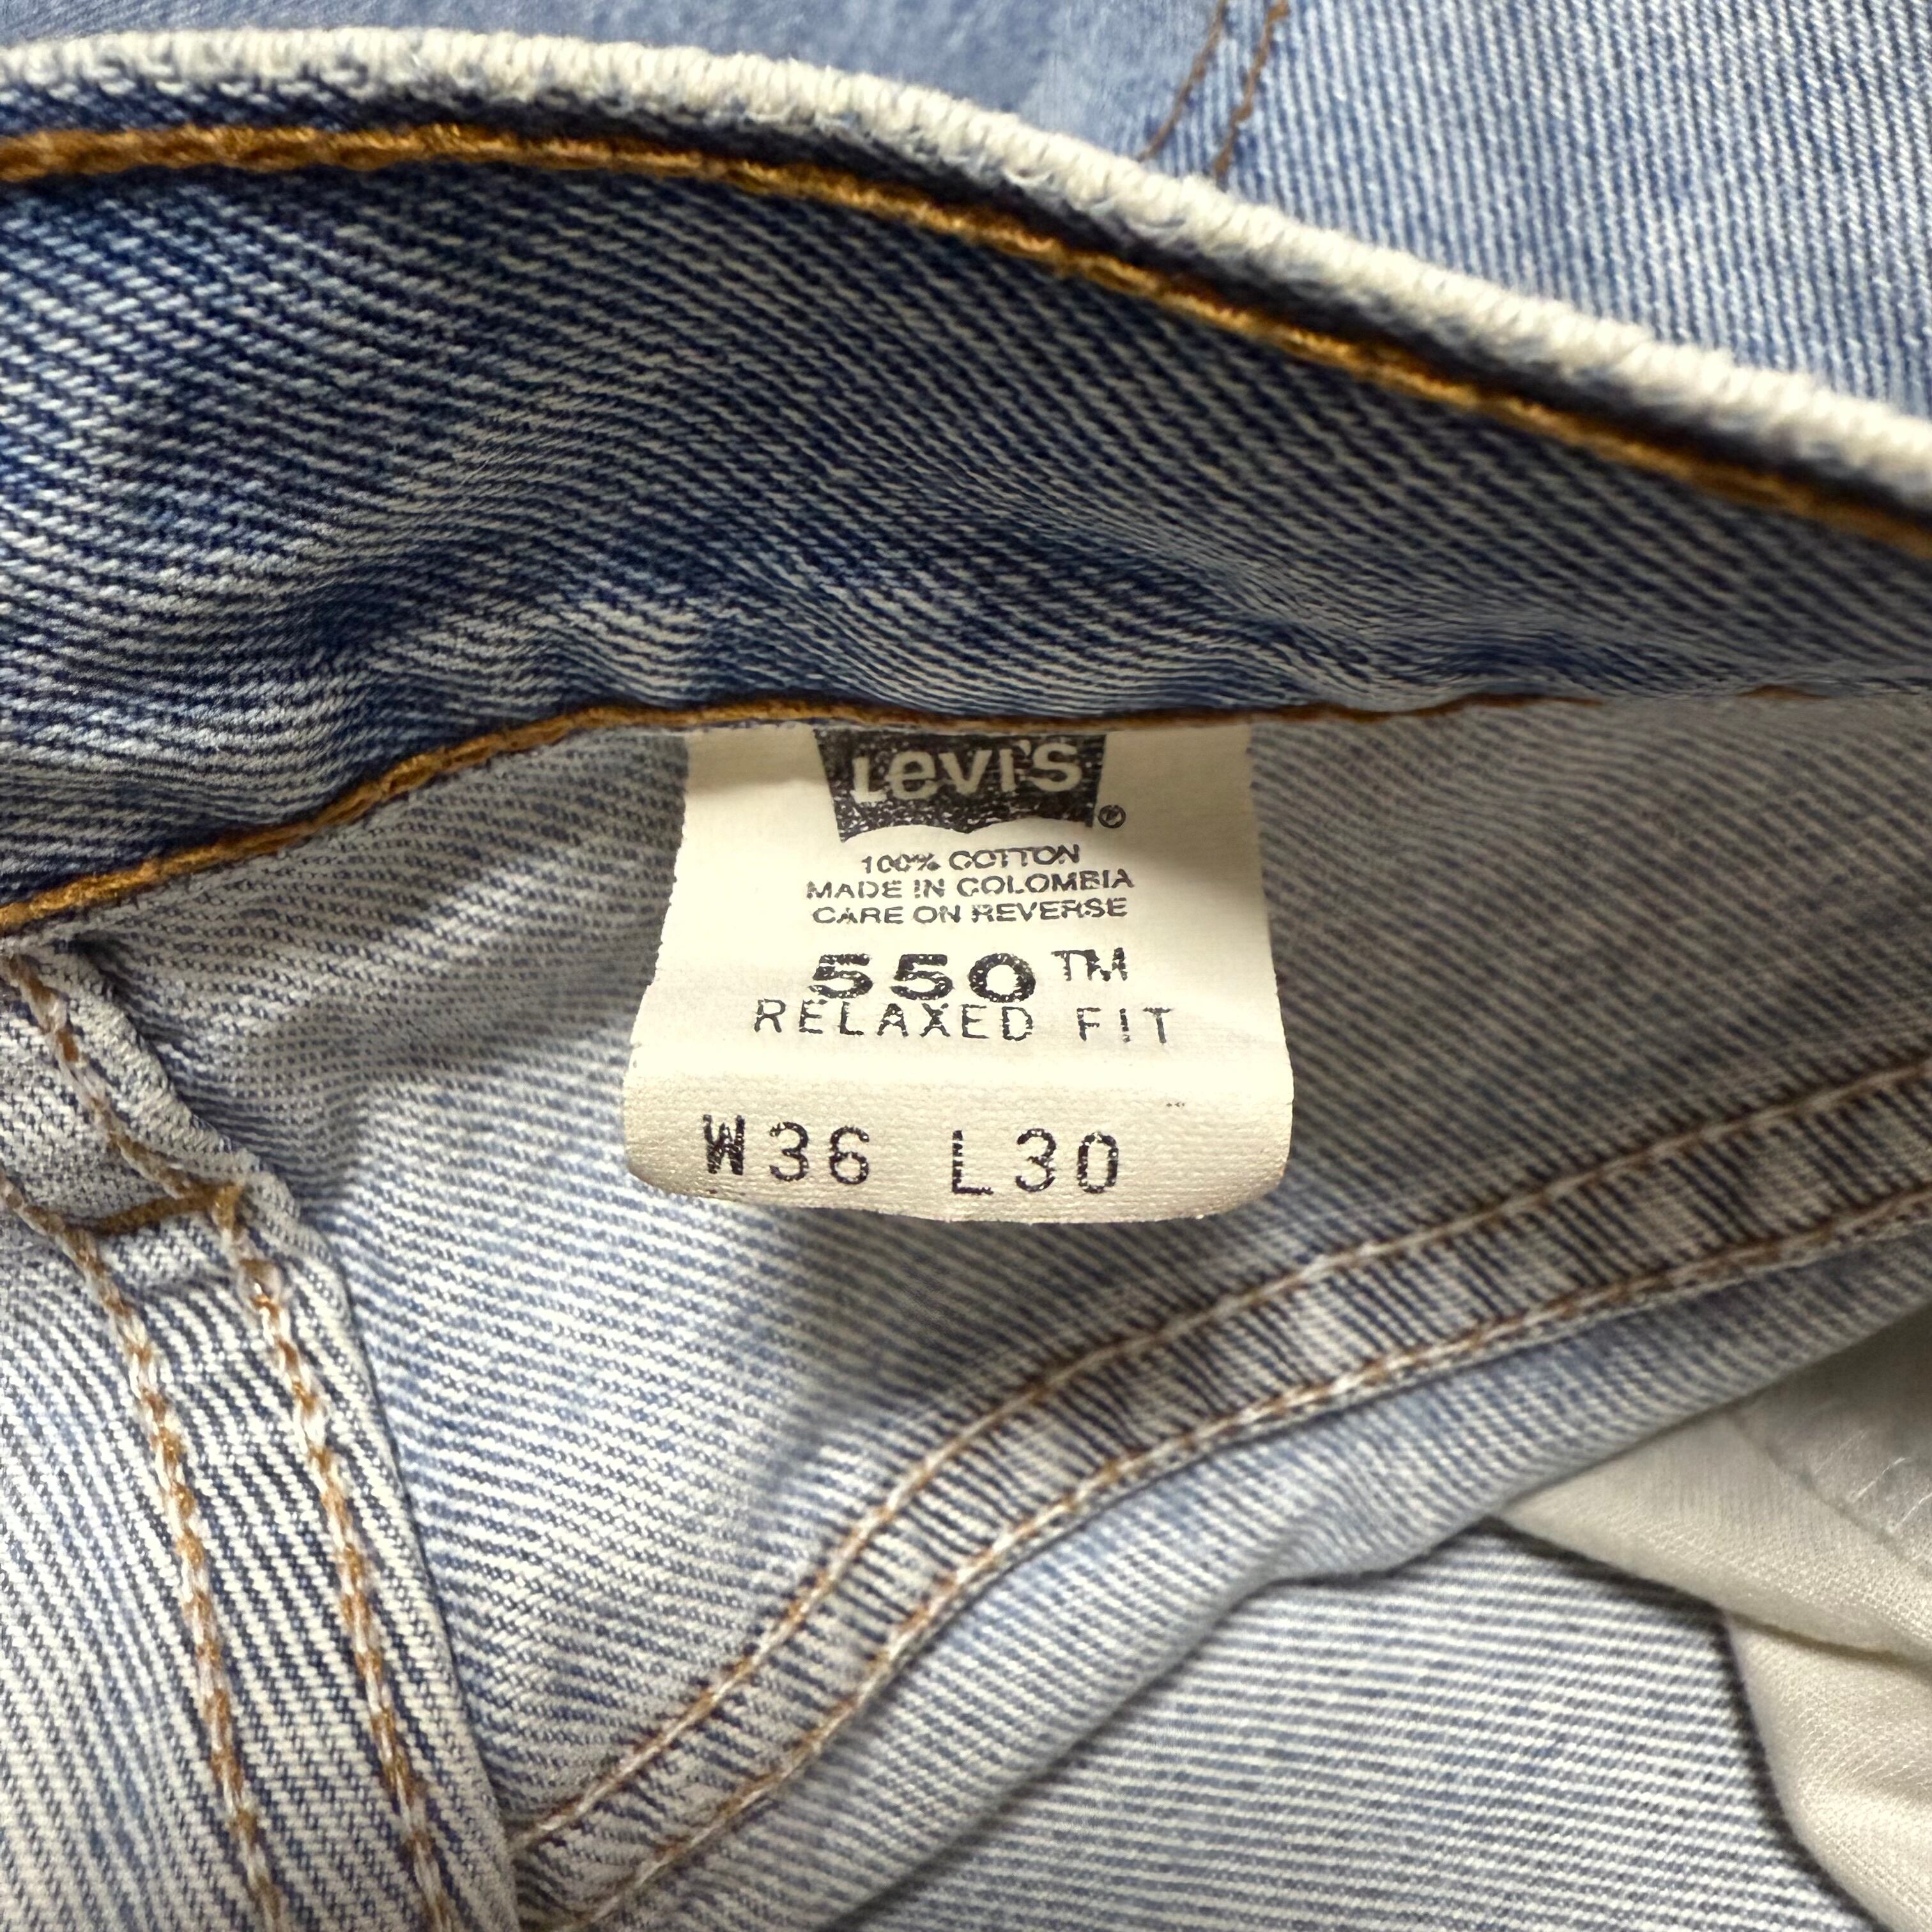 Levi's ®
100% COTTON
MADE IN COLOMBIA
CARE ON REVERSE
550™
RELAXED FIT
W36 L30